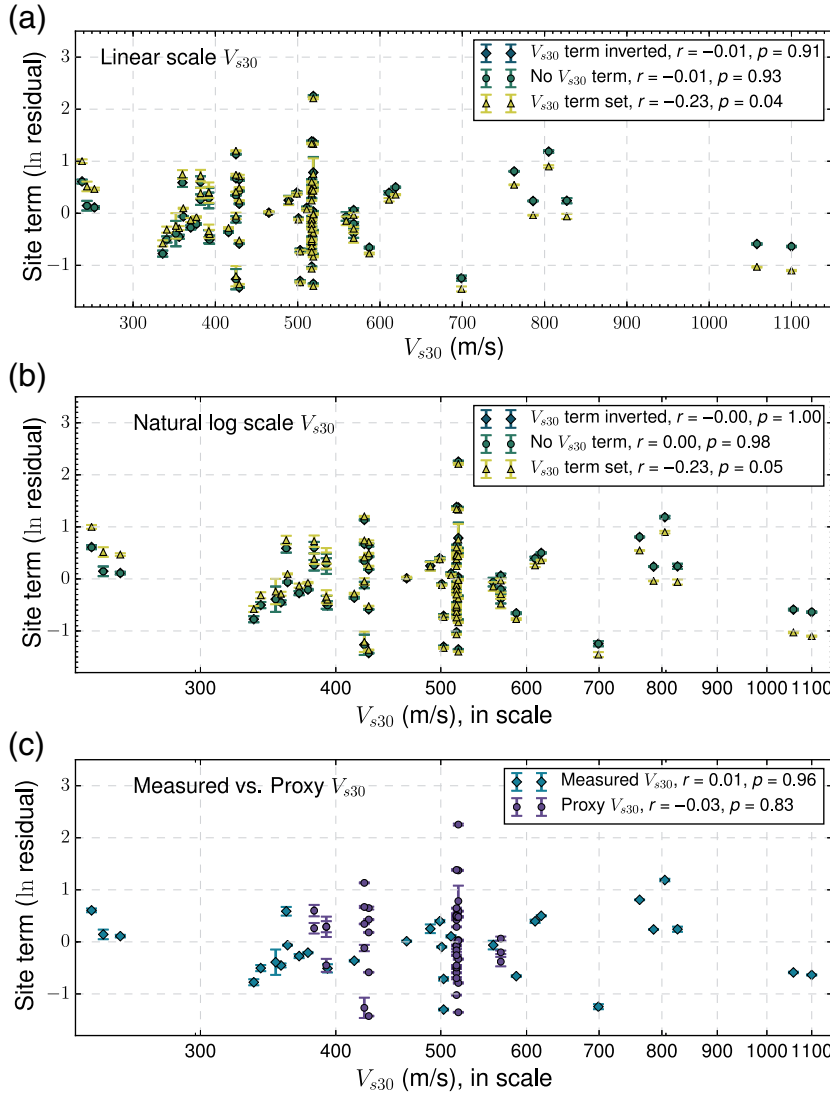 (a)
Linear scale Vs30
Vs30 term inverted, r = −0.01, p = 0.91
No Vs30 term, r = −0.01, p = 0.93
Vs30 term set, r = −0.23, p = 0.04
3
2
1
0
−1
Site term (ln residual)
300 400 500 600 700 800 900 1000 1100
Vs30 (m/s)
(b)
Natural log scale Vs30
Vs30 term inverted, r = −0.00, p = 1.00
No Vs30 term, r = 0.00, p = 0.98
Vs30 term set, r = −0.23, p = 0.05
3
2
1
0
−1
Site term (ln residual)
300 400 500 600 700 800 900 1000 1100
Vs30 (m/s), in scale
(c)
Measured vs. Proxy Vs30
Measured Vs30, r = 0.01, p = 0.96
Proxy Vs30, r = −0.03, p = 0.83
3
2
1
0
−1
Site term (ln residual)
300 400 500 600 700 800 900 1000 1100
Vs30 (m/s), in scale